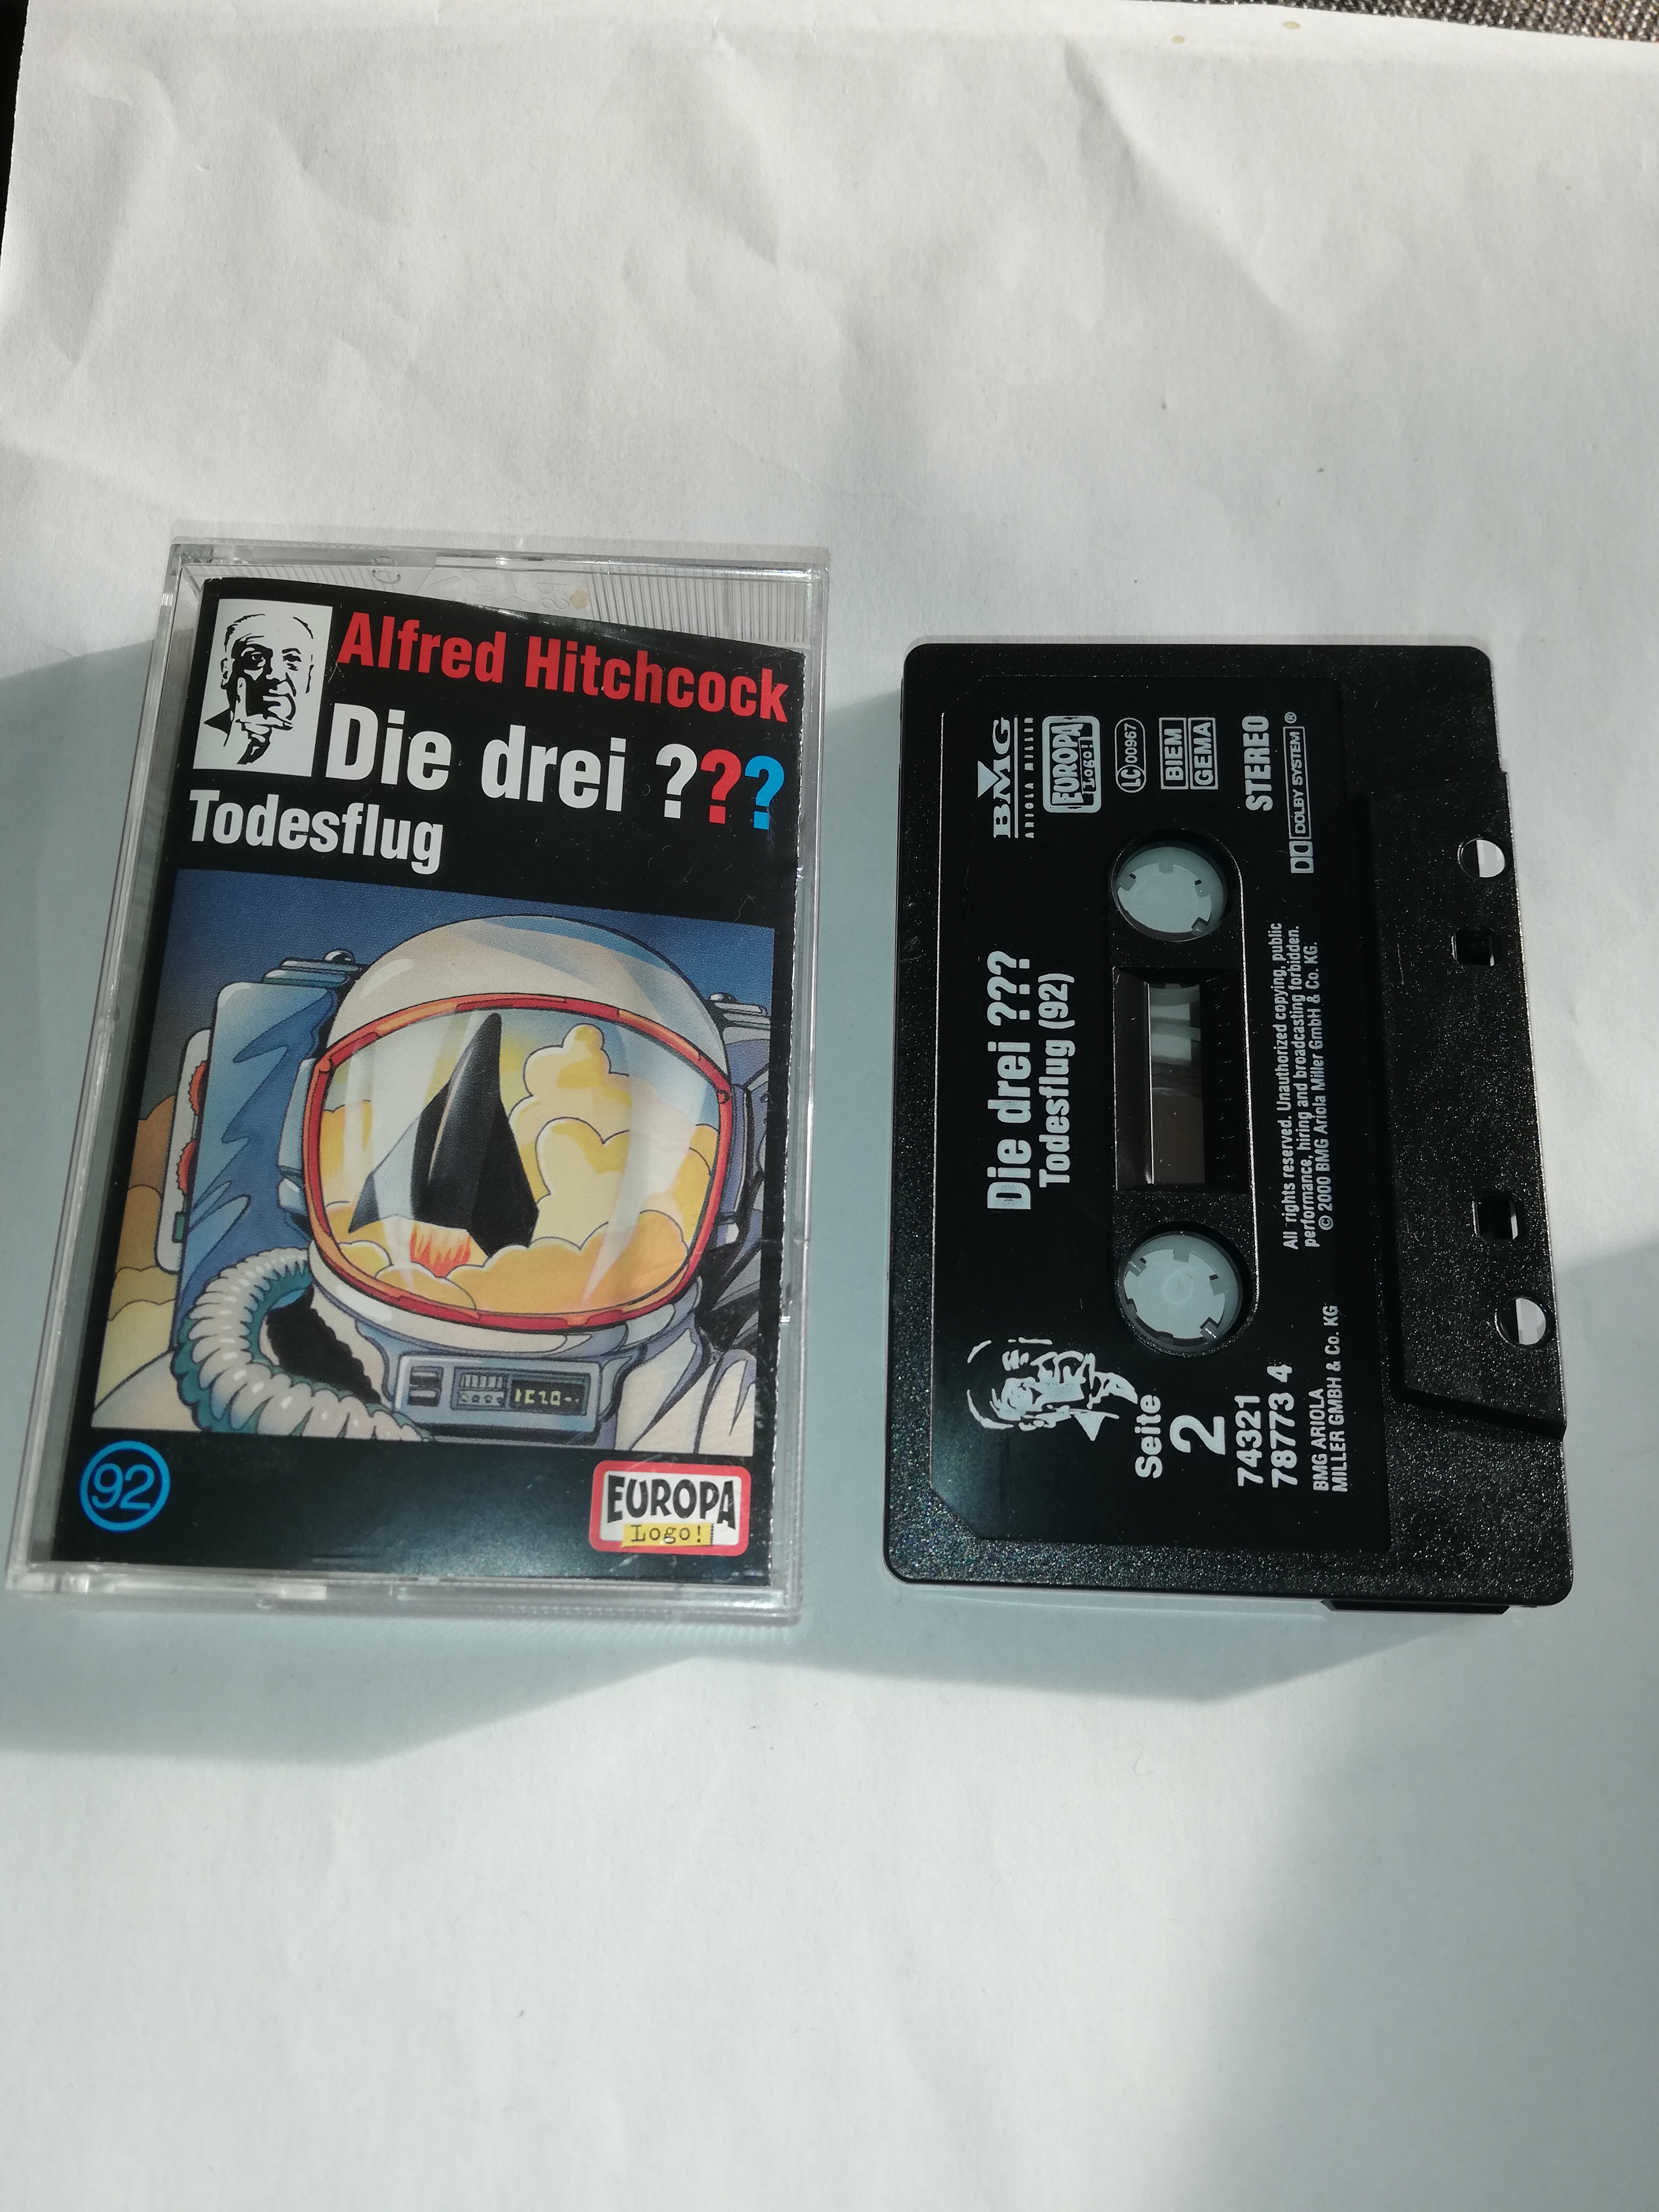 Alfred Hitchcock
Die drei ???
Todesflug
92
EUROPA
Logo!
BMG
ARIOLA MILLER
EUROPA
Logo!
LC 00967
BIEM
GEMA
STEREO
DOLBY SYSTEM®
Die drei ???
Todesflug (92)
All rights reserved. Unauthorized copying, public
performance, hiring and broadcasting forbidden.
© 2000 BMG Ariola Miller GmbH & Co. KG.
Seite
2
74321
78773 4
BMG ARIOLA
MILLER GMBH & Co. KG